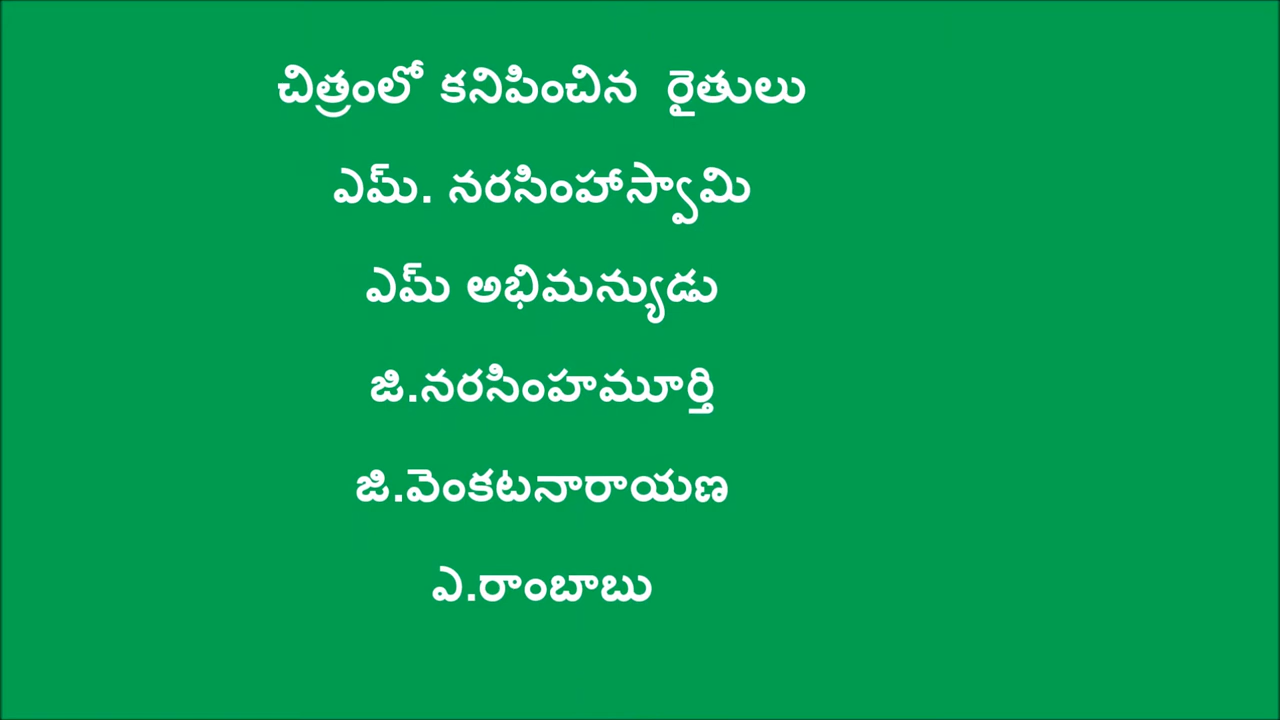 చిత్రంలో కనిపించిన రైతులు
ఎమ్. నరసింహాస్వామి
ఎమ్ అభిమన్యుడు
జి.నరసింహమూర్తి
జి.వెంకటనారాయణ
ఎ.రాంబాబు